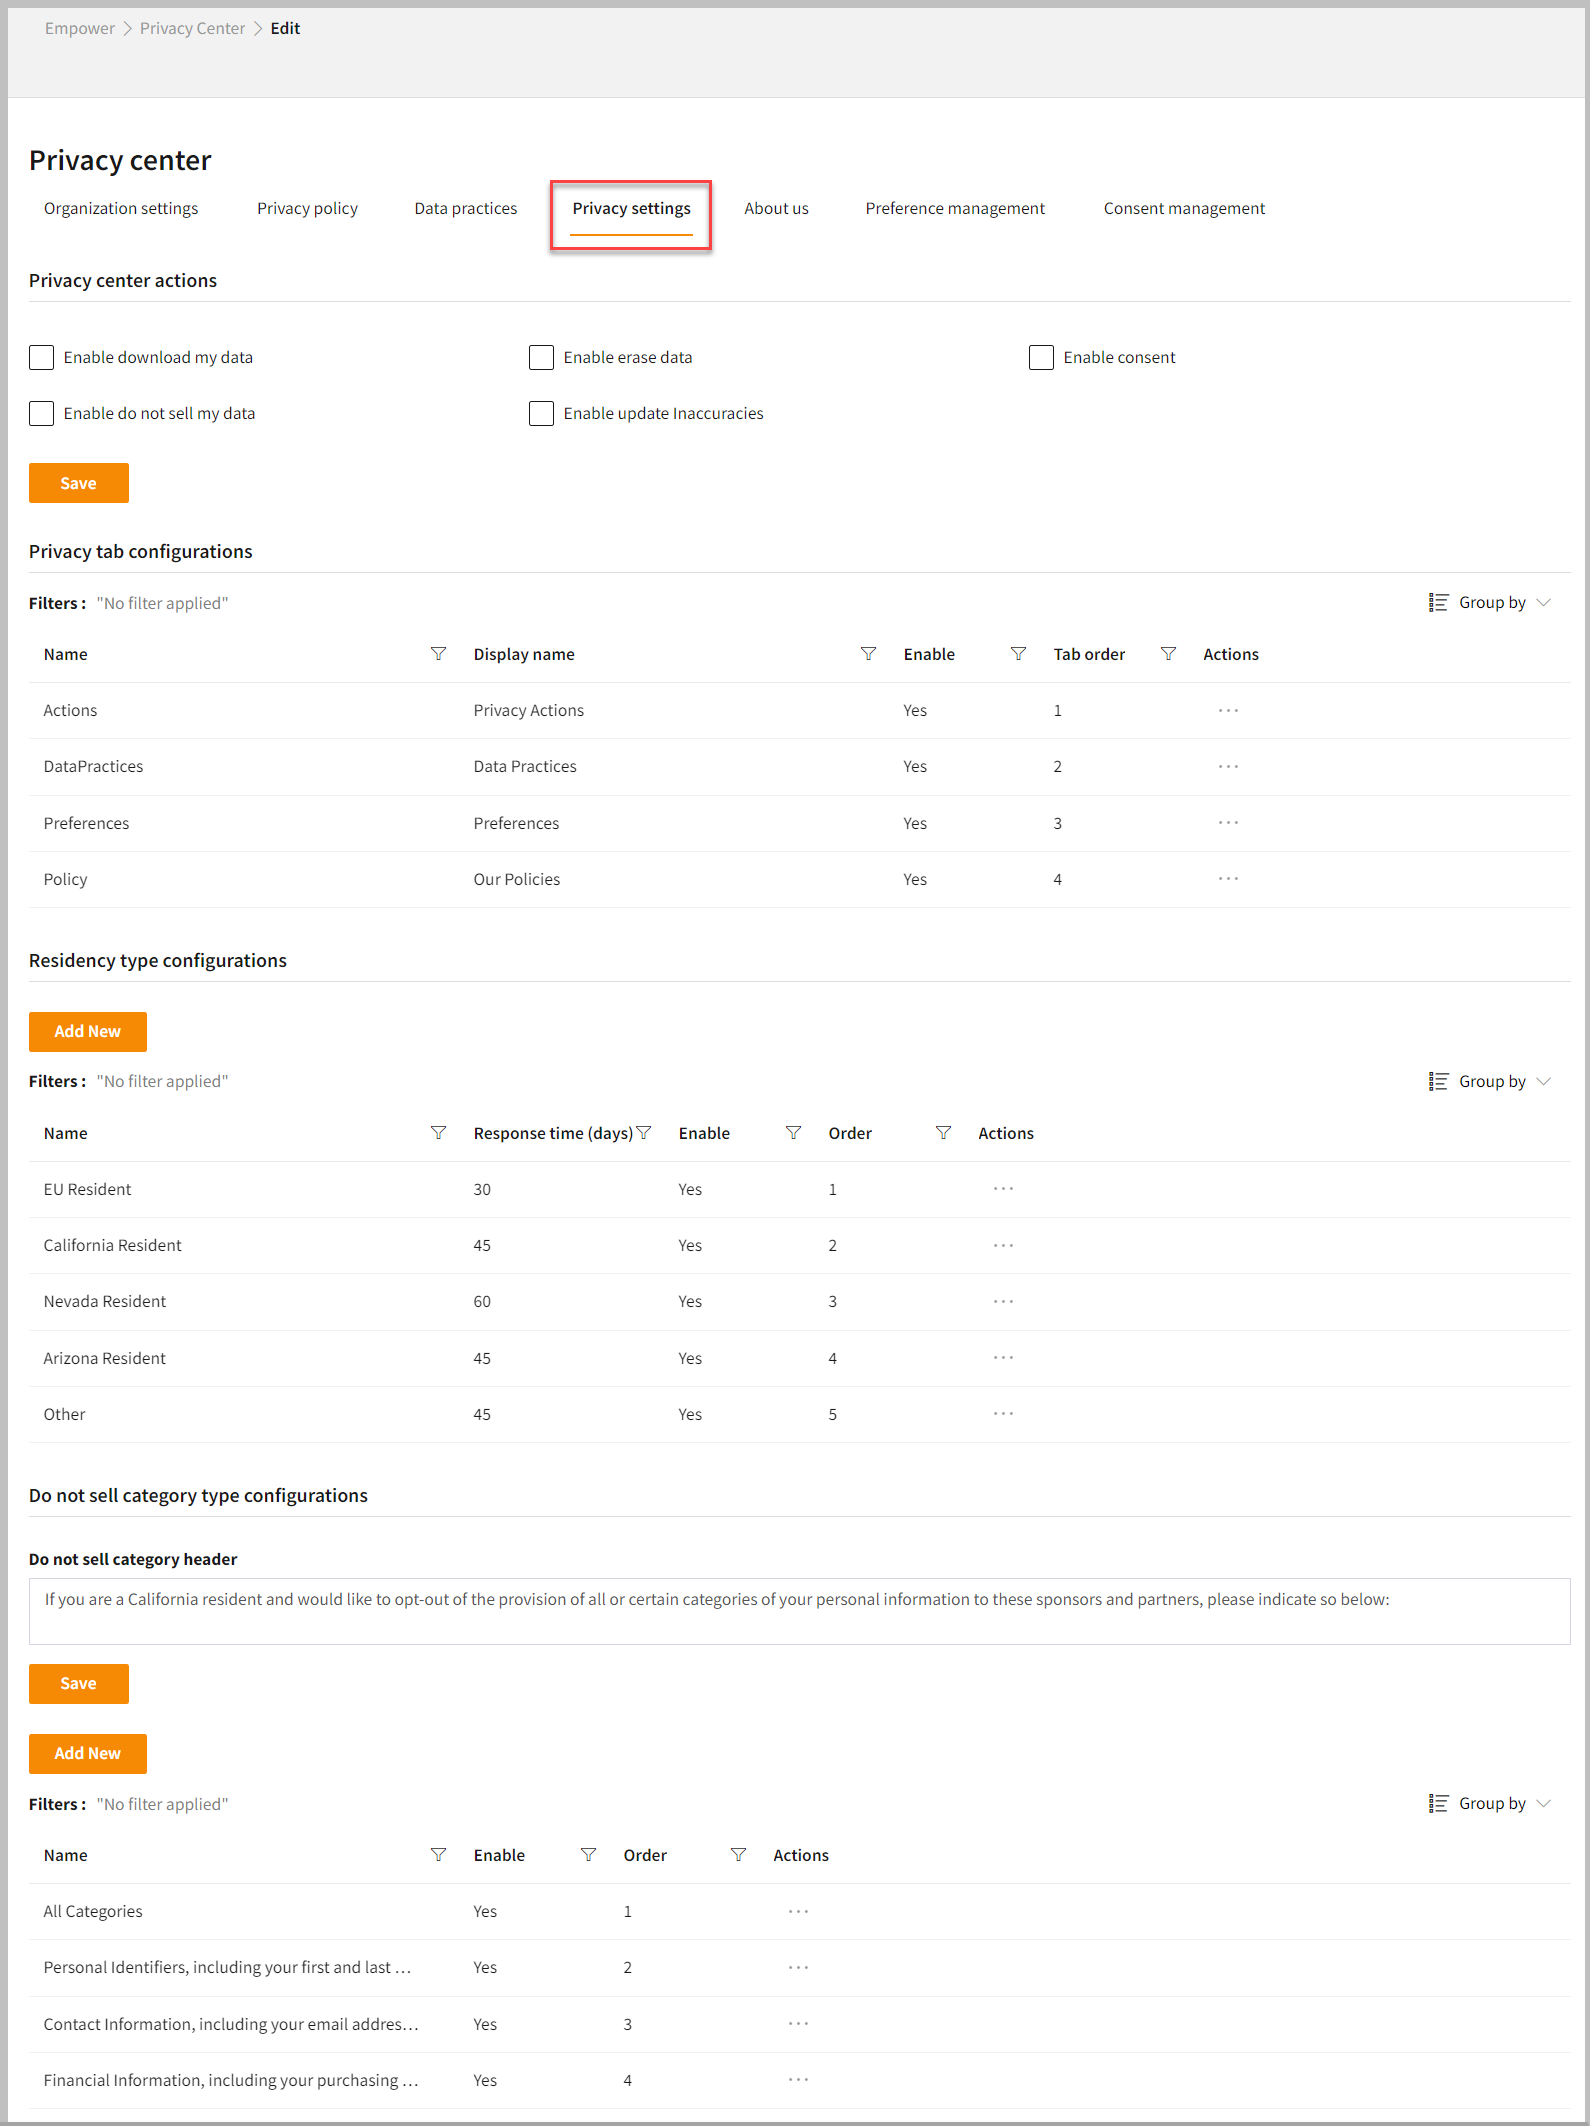 Empower > Privacy Center > Edit
Privacy center
Organization settings Privacy policy Data practices Privacy settings About us Preference management Consent management
Privacy center actions
Enable download my data Enable erase data Enable consent
Enable do not sell my data Enable update Inaccuracies
Save
Privacy tab configurations
Filters : "No filter applied" Group by
Name Display name Enable Tab order Actions
Actions Privacy Actions Yes 1 ...
DataPractices Data Practices Yes 2 ...
Preferences Preferences Yes 3 ...
Policy Our Policies Yes 4 ...
Residency type configurations
Add New
Filters : "No filter applied" Group by
Name Response time (days) Enable Order Actions
EU Resident 30 Yes 1 ...
California Resident 45 Yes 2 ...
Nevada Resident 60 Yes 3 ...
Arizona Resident 45 Yes 4 ...
Other 45 Yes 5 ...
Do not sell category type configurations
Do not sell category header
If you are a California resident and would like to opt-out of the provision of all or certain categories of your personal information to these sponsors and partners, please indicate so below:
Save
Add New
Filters : "No filter applied" Group by
Name Enable Order Actions
All Categories Yes 1 ...
Personal Identifiers, including your first and last ... Yes 2 ...
Contact Information, including your email addres... Yes 3 ...
Financial Information, including your purchasing ... Yes 4 ...